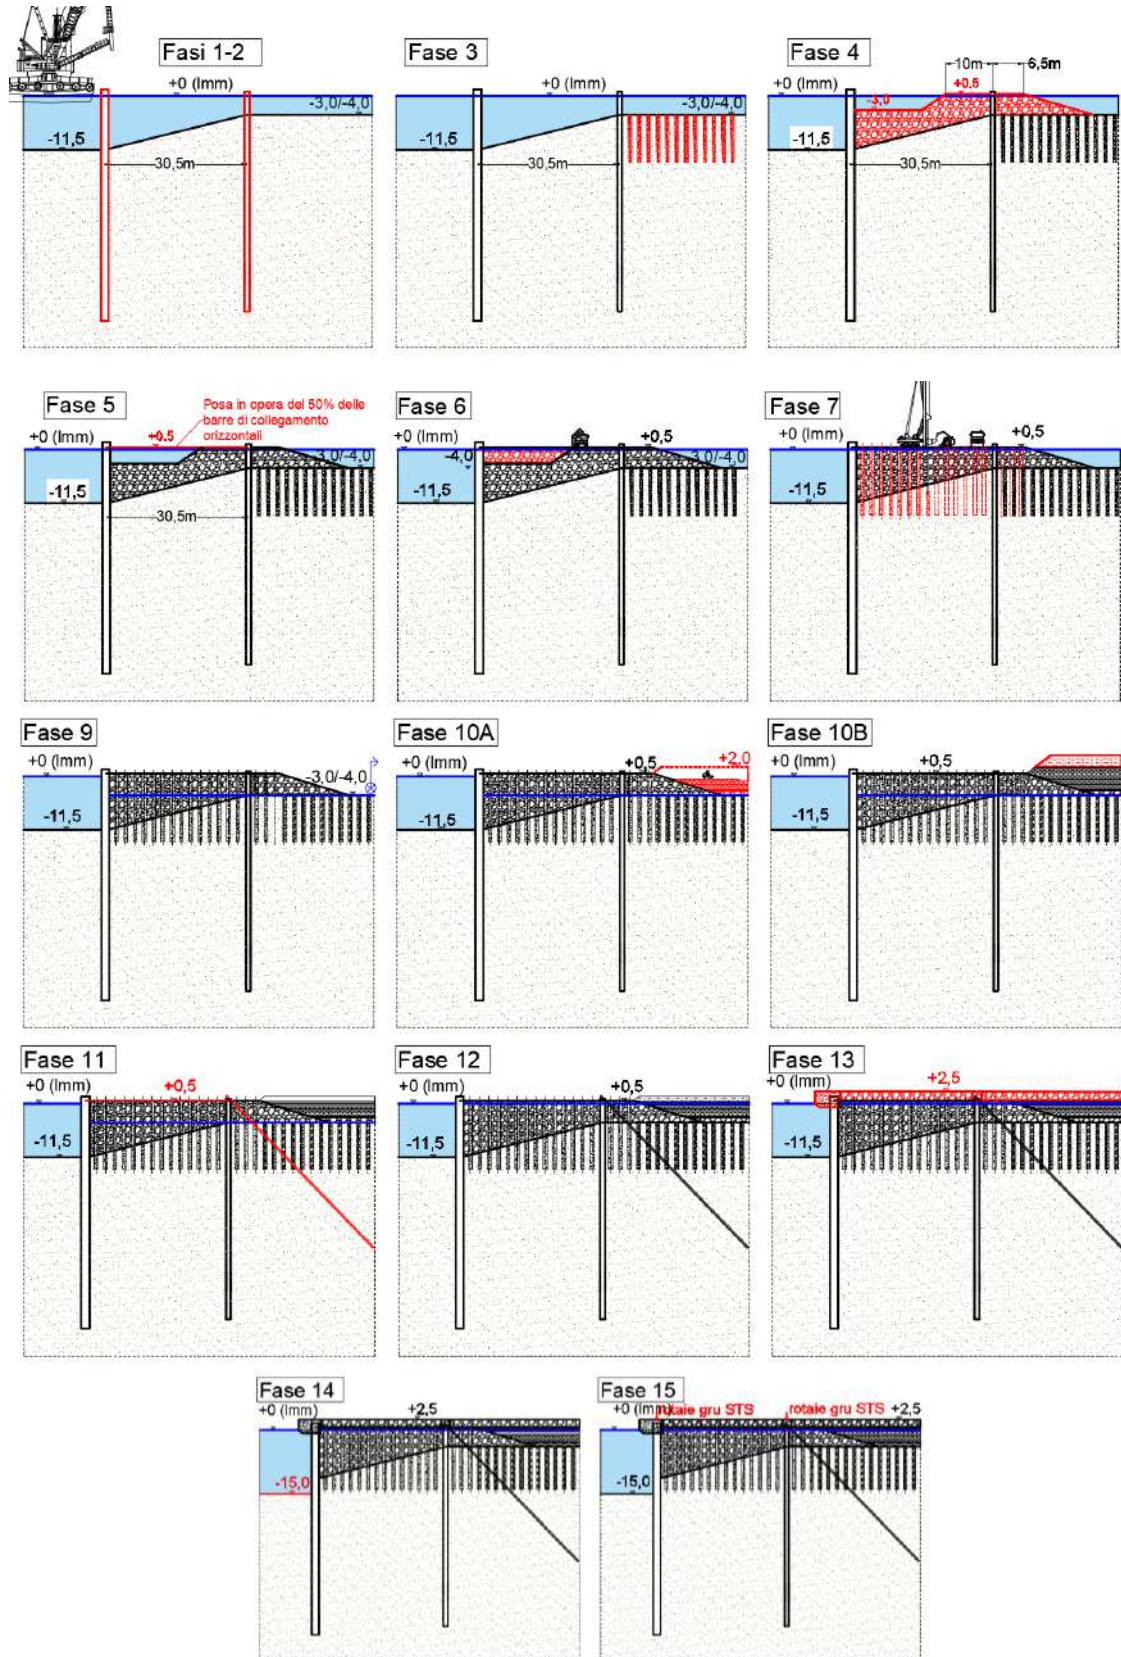 Fasi 1-2
+0 (lmm)
-3,0/-4,0
-11,5
30,5m
Fase 3
+0 (lmm)
-3,0/-4,0
-11,5
30,5m
Fase 4
10m
6,5m
+0 (lmm)
+0.5
-3,0
-11,5
30,5m
Fase 5
Posa in opera del 50% delle
barre di collegamento
orizzontali
+0 (lmm)
+0.5
3,0/-4,0
-11,5
30,5m
Fase 6
+0 (lmm)
+0,5
-4,0
-3,0/-4,0
-11,5
Fase 7
+0 (lmm)
+0,5
-11,5
Fase 9
+0 (lmm)
-3,0/-4,0
-11,5
Fase 10A
+0 (lmm)
+0,5
+2,0
-11,5
Fase 10B
+0 (lmm)
+0,5
-11,5
Fase 11
+0 (lmm)
+0,5
-11,5
Fase 12
+0 (lmm)
+0,5
-11,5
Fase 13
+0 (lmm)
+2,5
-11,5
Fase 14
+0 (lmm)
+2,5
-15,0
Fase 15
+0 (lmm)
rotaie gru STS
rotaie gru STS
+2,5
-15,0